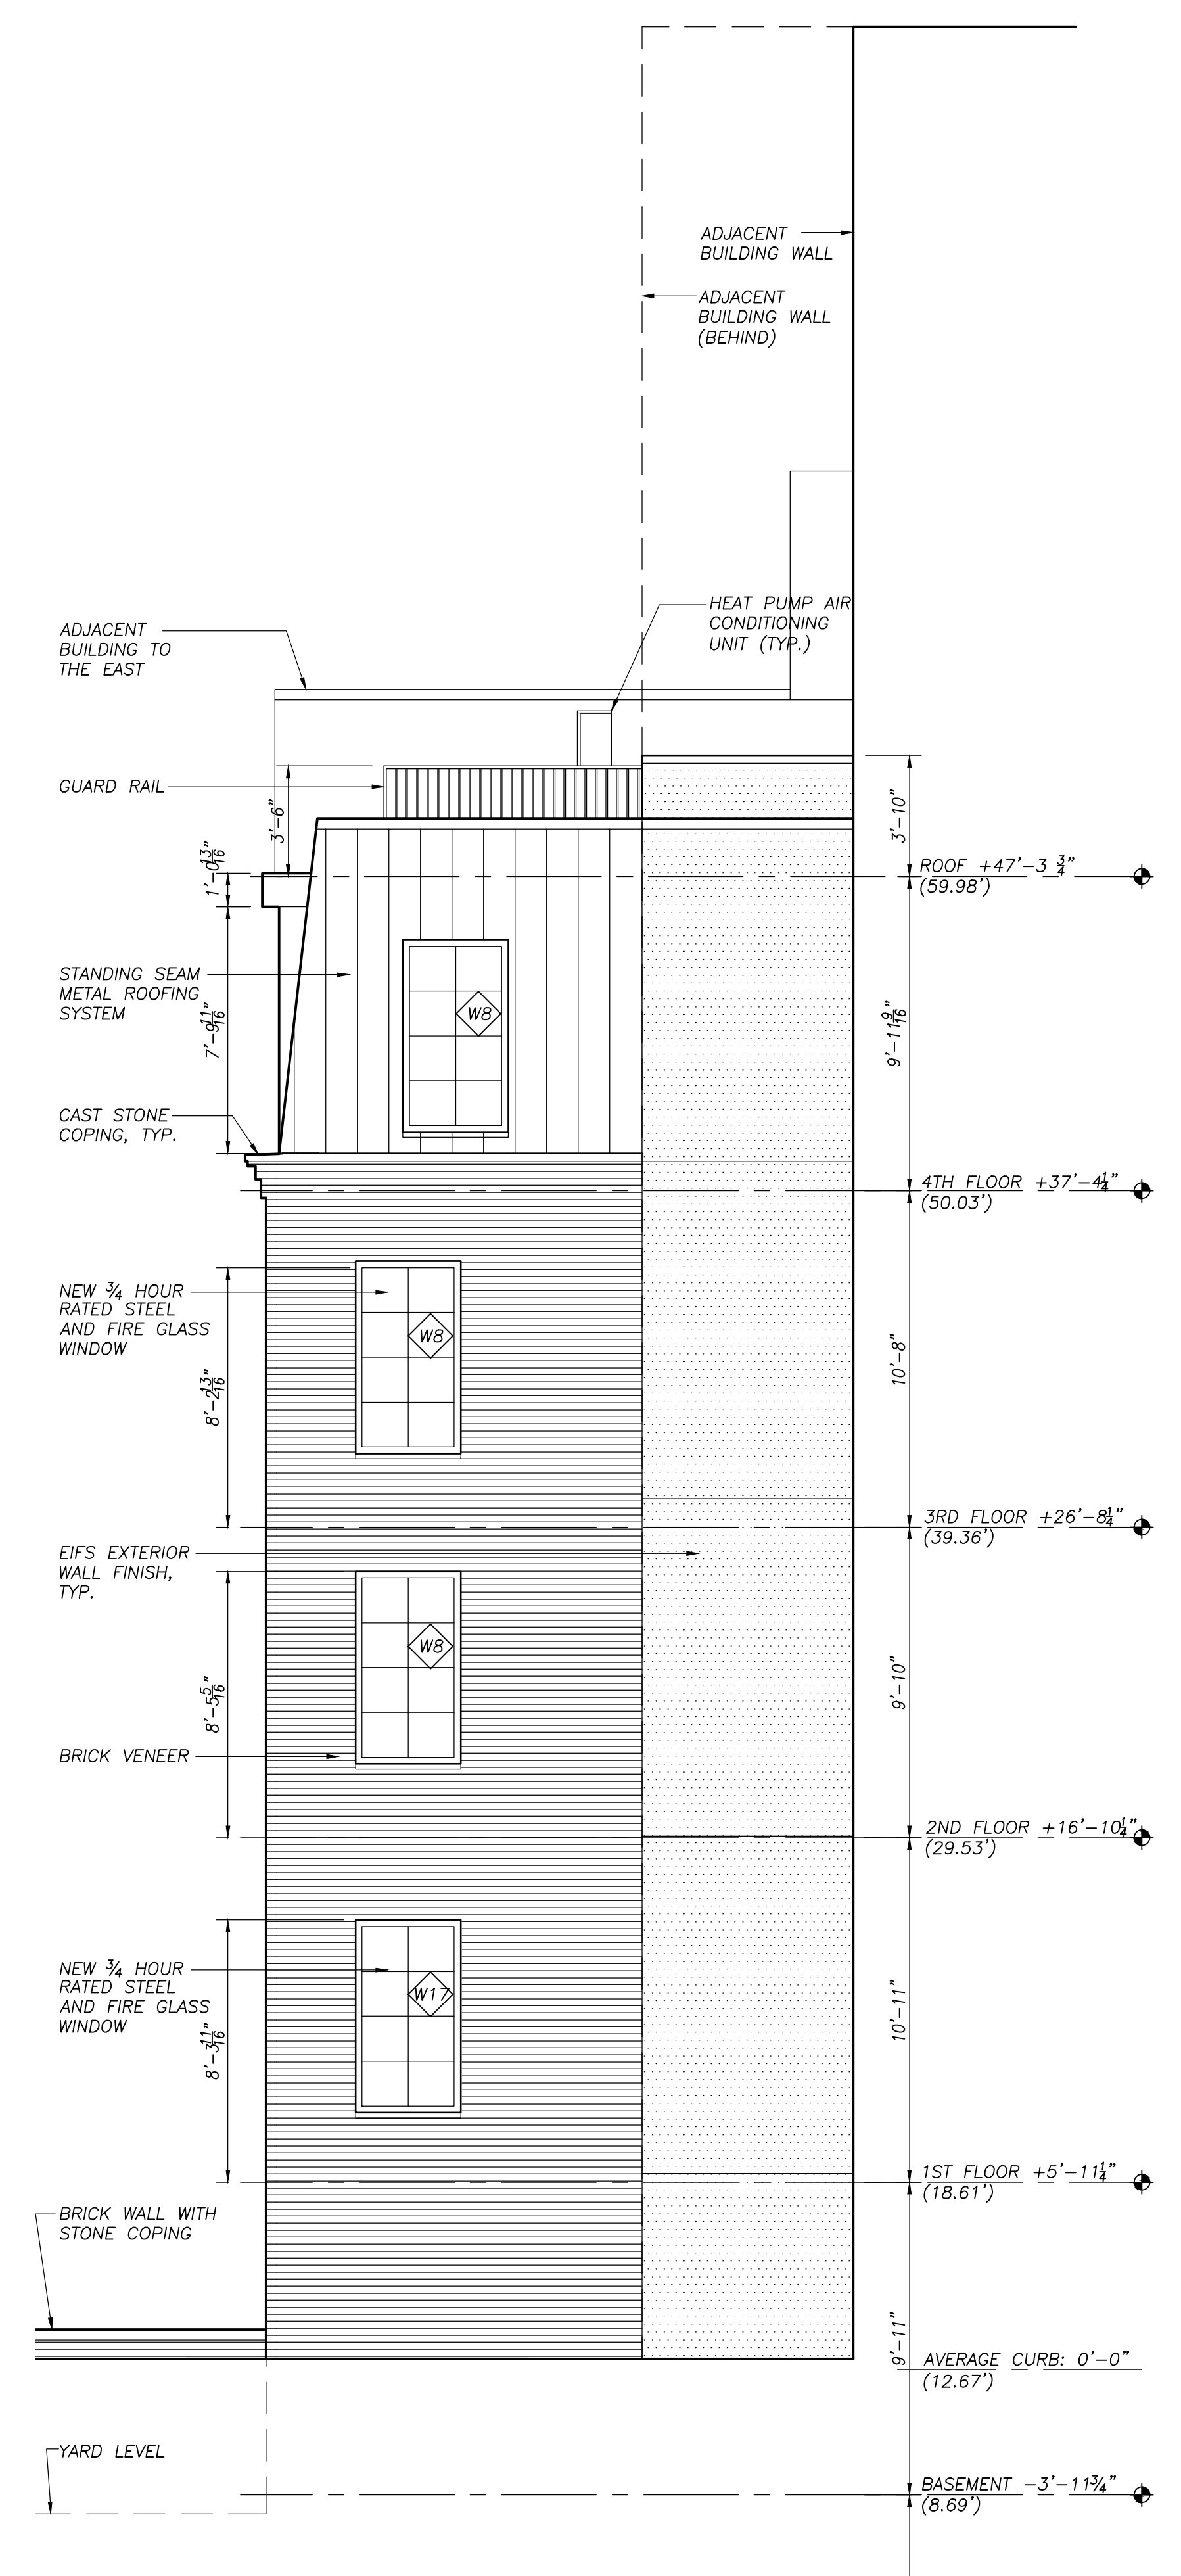 ADJACENT
BUILDING WALL
ADJACENT
BUILDING WALL
(BEHIND)
HEAT PUMP AIR
CONDITIONING
UNIT (TYP.)
ADJACENT
BUILDING TO
THE EAST
GUARD RAIL
3'-6"
3'-10"
1'-0 13/16"
ROOF +47'-3 3/4"
(59.98')
STANDING SEAM
METAL ROOFING
SYSTEM
7'-9 11/16"
W8
9'-11 9/16"
CAST STONE
COPING, TYP.
4TH FLOOR +37'-4 1/4"
(50.03')
NEW 3/4 HOUR
RATED STEEL
AND FIRE GLASS
WINDOW
W8
8'-2 13/16"
10'-8"
3RD FLOOR +26'-8 1/4"
(39.36')
EIFS EXTERIOR
WALL FINISH,
TYP.
W8
8'-5 5/16"
9'-10"
BRICK VENEER
2ND FLOOR +16'-10 1/4"
(29.53')
NEW 3/4 HOUR
RATED STEEL
AND FIRE GLASS
WINDOW
W17
8'-3 11/16"
10'-11"
1ST FLOOR +5'-11 1/4"
(18.61')
BRICK WALL WITH
STONE COPING
9'-11"
AVERAGE CURB: 0'-0"
(12.67')
YARD LEVEL
BASEMENT -3'-11 3/4"
(8.69')